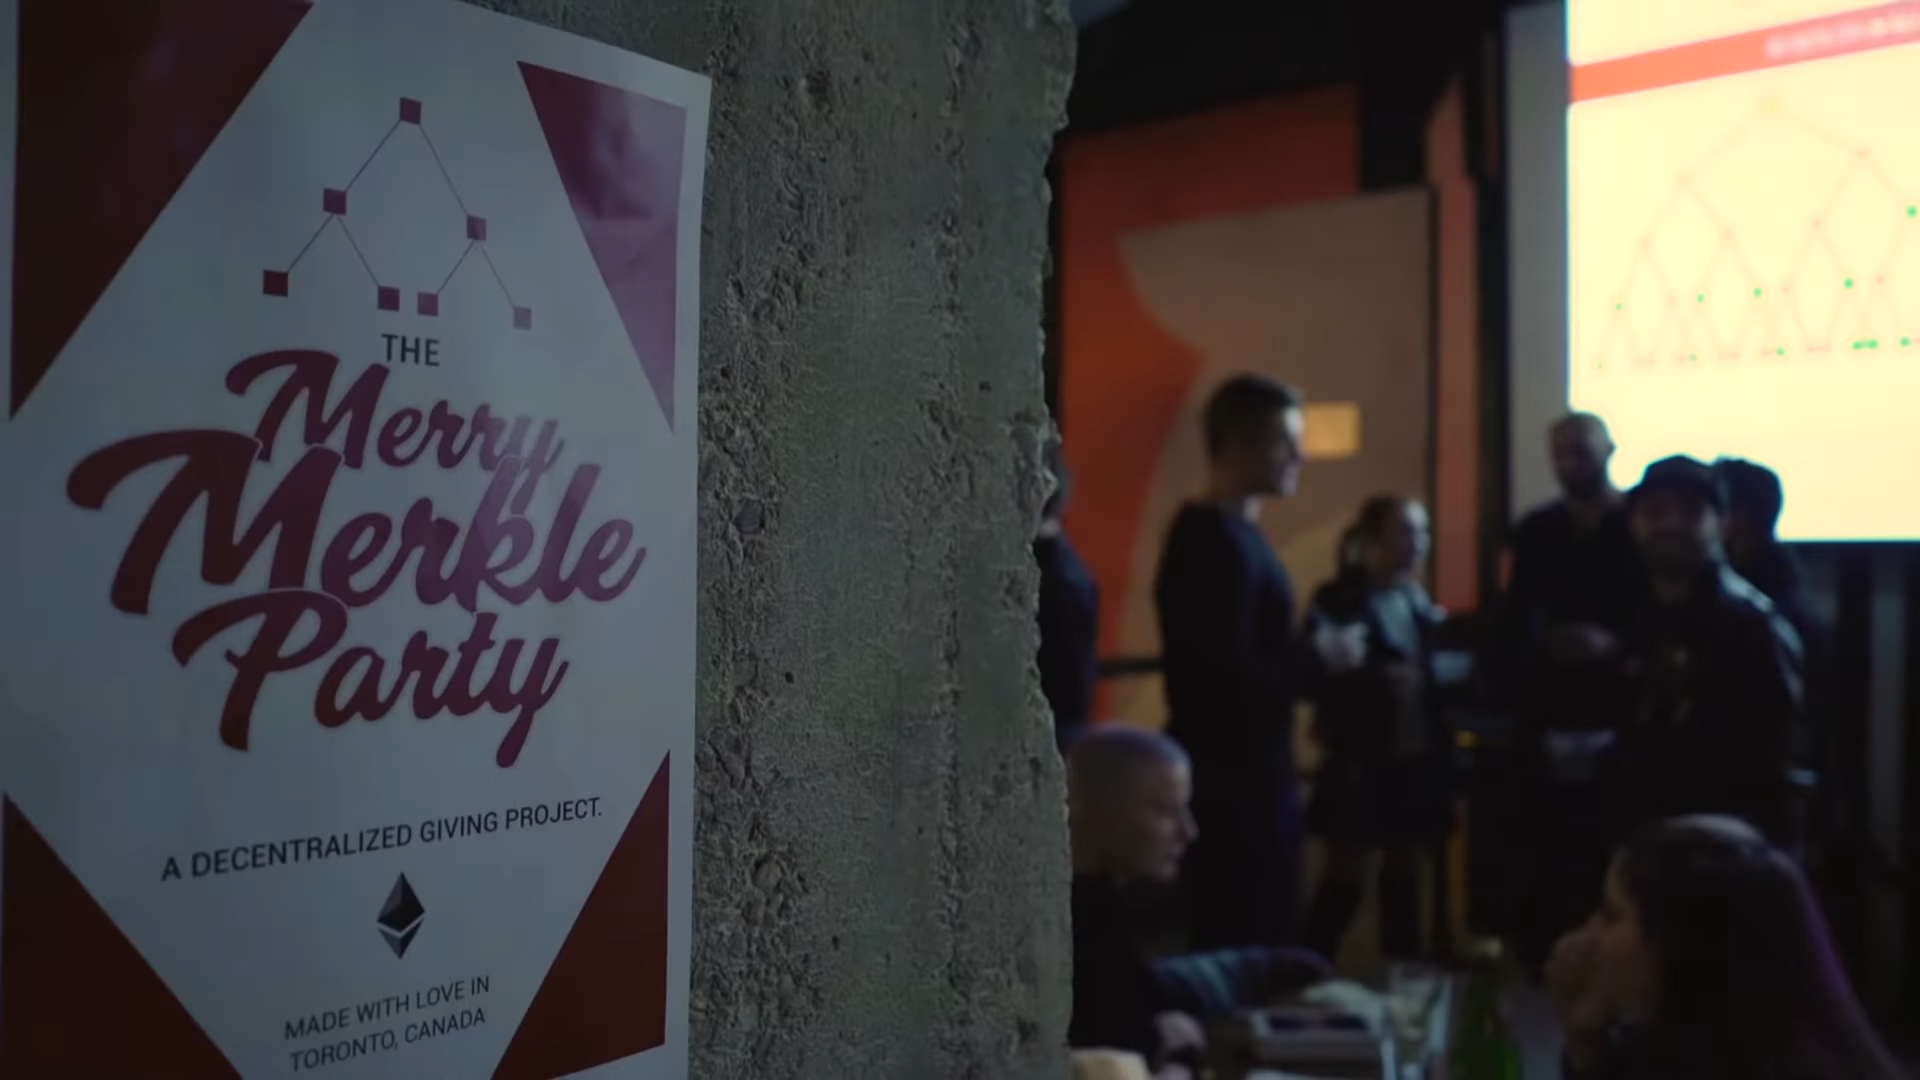 THE
Merry
Merkle
Party
A DECENTRALIZED GIVING PROJECT.
MADE WITH LOVE IN
TORONTO, CANADA